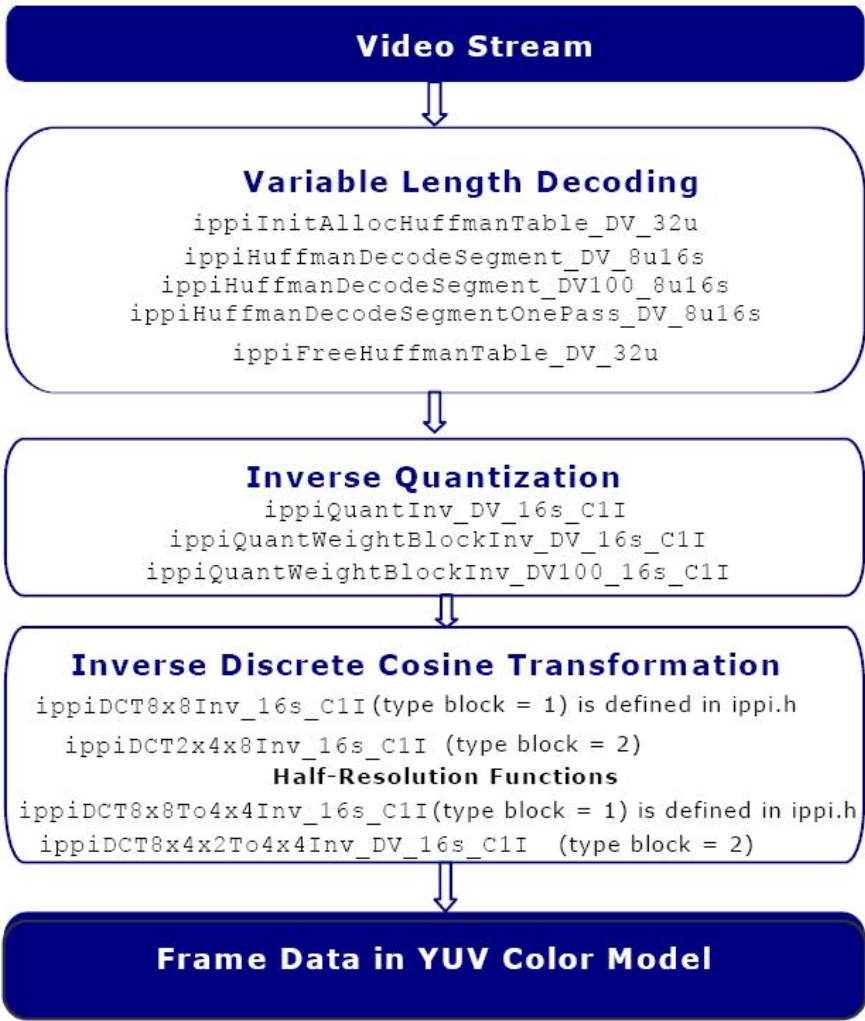 Video Stream
Variable Length Decoding
ippiInitAllocHuffmanTable_DV_32u
ippiHuffmanDecodeSegment_DV_8u16s
ippiHuffmanDecodeSegment_DV100_8u16s
ippiHuffmanDecodeSegmentOnePass_DV_8u16s
ippiFreeHuffmanTable_DV_32u
Inverse Quantization
ippiQuantInv_DV_16s_C1I
ippiQuantWeightBlockInv_DV_16s_C1I
ippiQuantWeightBlockInv_DV100_16s_C1I
Inverse Discrete Cosine Transformation
ippiDCT8x8Inv_16s_C1I (type block = 1) is defined in ippi.h
ippiDCT2x4x8Inv_16s_C1I (type block = 2)
Half-Resolution Functions
ippiDCT8x8To4x4Inv_16s_C1I (type block = 1) is defined in ippi.h
ippiDCT8x4x2To4x4Inv_DV_16s_C1I (type block = 2)
Frame Data in YUV Color Model